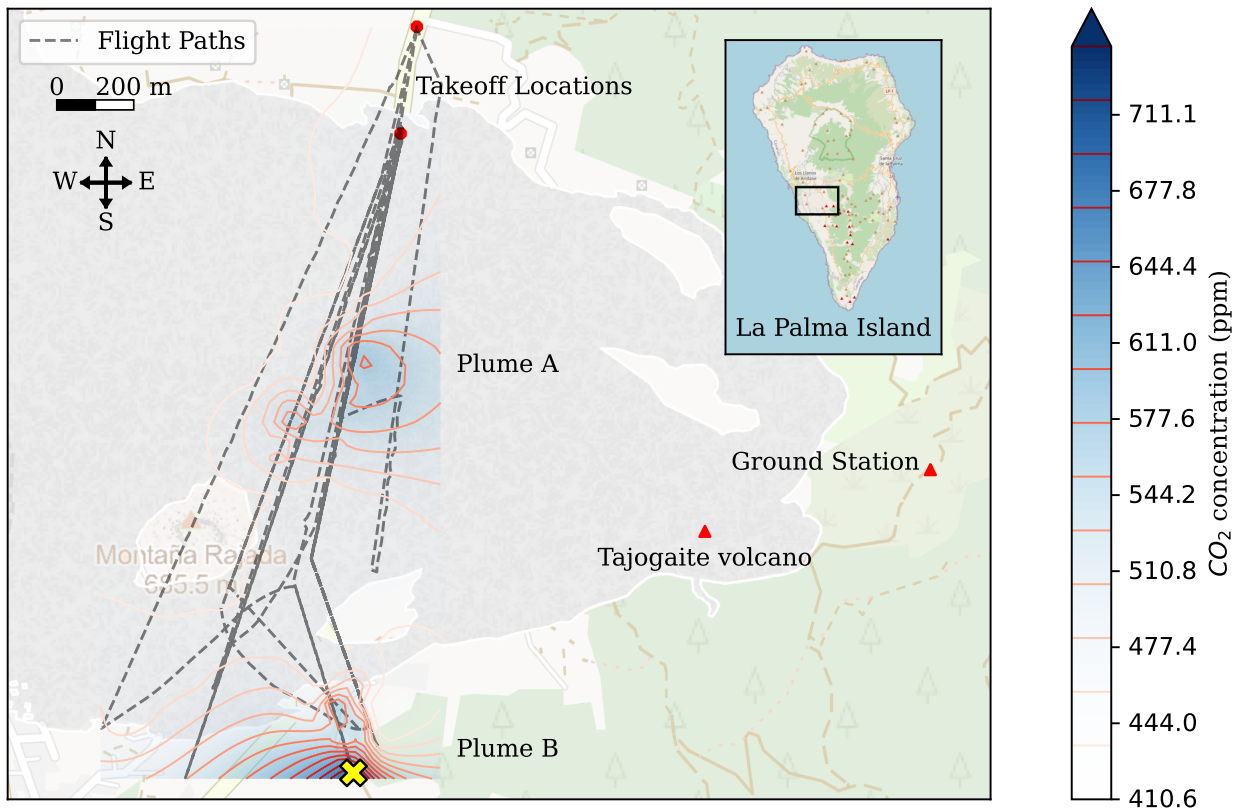 Flight Paths
0 200 m
N
W E
S
Takeoff Locations
La Palma Island
Plume A
Ground Station
Tajogaite volcano
Montaña Rajada
685.5 m
Plume B
711.1
677.8
644.4
611.0
577.6
544.2
510.8
477.4
444.0
410.6
CO₂ concentration (ppm)